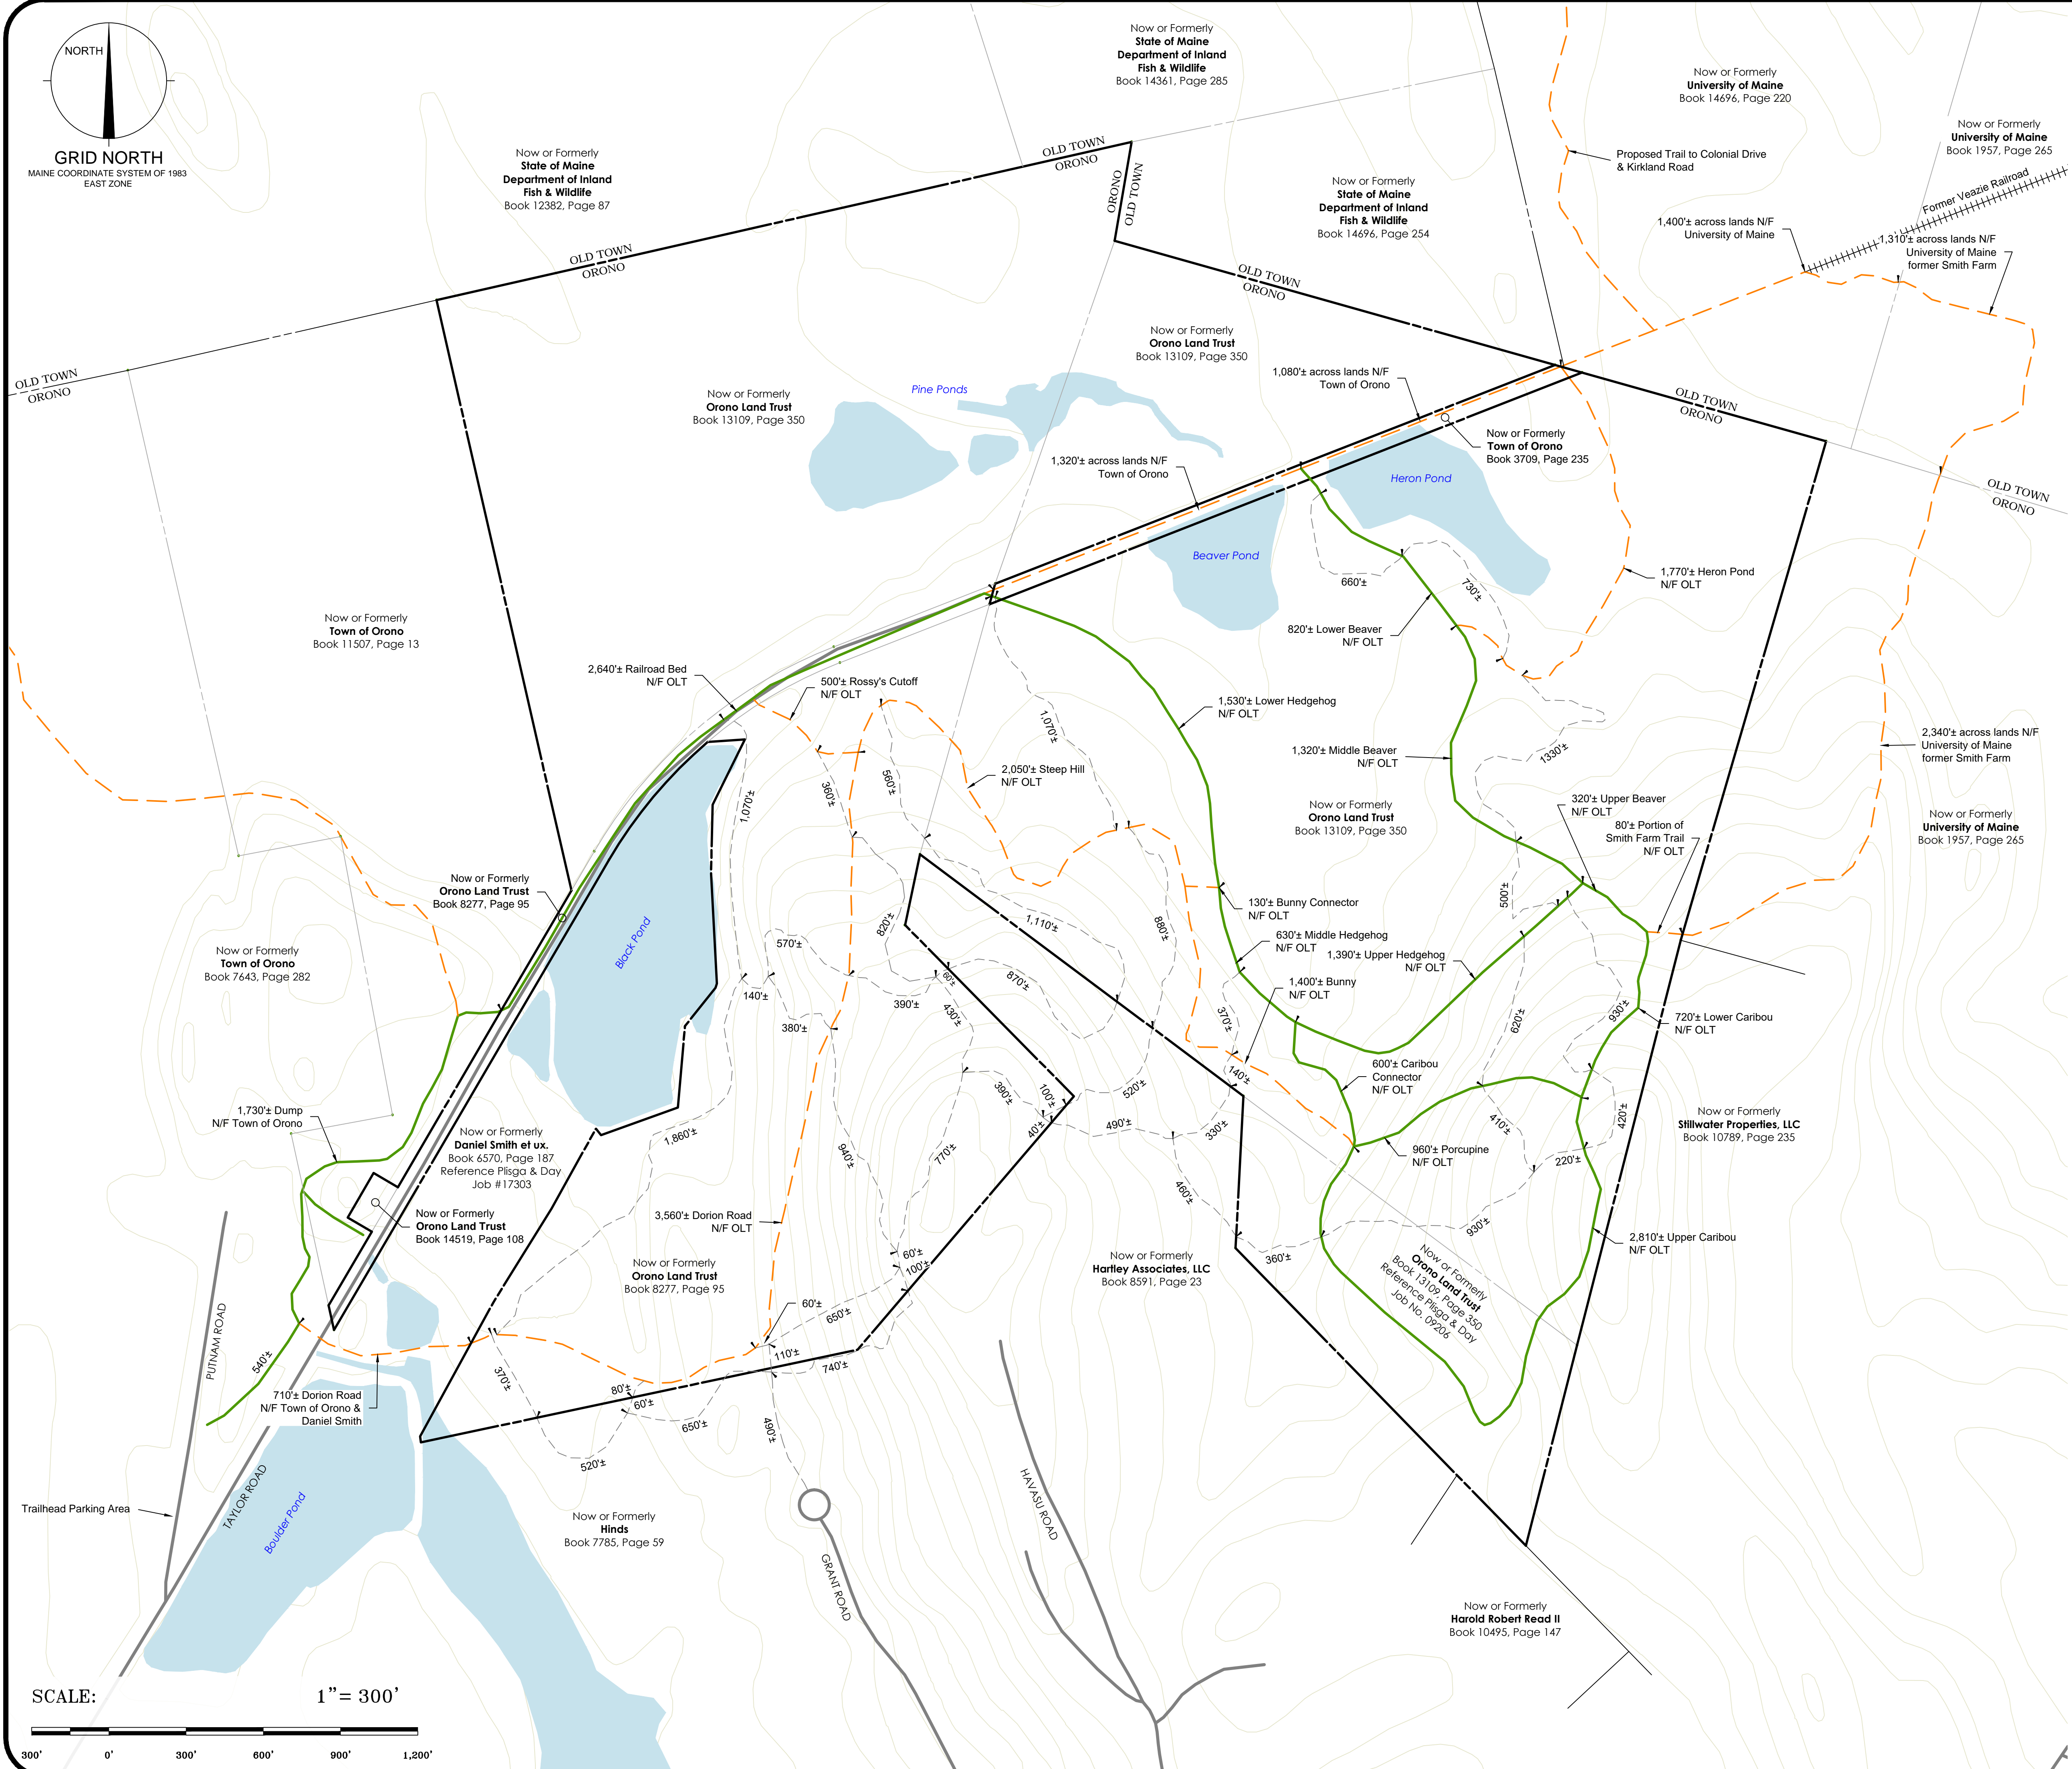 NORTH
GRID NORTH
MAINE COORDINATE SYSTEM OF 1983
EAST ZONE
Now or Formerly
State of Maine
Department of Inland
Fish & Wildlife
Book 14361, Page 285
Now or Formerly
University of Maine
Book 14696, Page 220
Now or Formerly
University of Maine
Book 1957, Page 265
Now or Formerly
State of Maine
Department of Inland
Fish & Wildlife
Book 12382, Page 87
OLD TOWN
ORONO
ORONO
OLD TOWN
Now or Formerly
State of Maine
Department of Inland
Fish & Wildlife
Book 14696, Page 254
Proposed Trail to Colonial Drive
& Kirkland Road
Former Veazie Railroad
1,400'± across lands N/F
University of Maine
1,310'± across lands N/F
University of Maine
former Smith Farm
OLD TOWN
ORONO
OLD TOWN
ORONO
OLD TOWN
ORONO
Now or Formerly
Orono Land Trust
Book 13109, Page 350
Now or Formerly
Orono Land Trust
Book 13109, Page 350
Pine Ponds
1,080'± across lands N/F
Town of Orono
OLD TOWN
ORONO
Now or Formerly
Town of Orono
Book 3709, Page 235
1,320'± across lands N/F
Town of Orono
Heron Pond
OLD TOWN
ORONO
Beaver Pond
660'±
730'±
1,770'± Heron Pond
N/F OLT
Now or Formerly
Town of Orono
Book 11507, Page 13
820'± Lower Beaver
N/F OLT
2,640'± Railroad Bed
N/F OLT
500'± Rossy's Cutoff
N/F OLT
1,530'± Lower Hedgehog
N/F OLT
1,070'±
1,320'± Middle Beaver
N/F OLT
1330'±
2,340'± across lands N/F
University of Maine
former Smith Farm
2,050'± Steep Hill
N/F OLT
560'±
360'±
1,070'±
Now or Formerly
Orono Land Trust
Book 13109, Page 350
320'± Upper Beaver
N/F OLT
80'± Portion of
Smith Farm Trail
N/F OLT
Now or Formerly
University of Maine
Book 1957, Page 265
Now or Formerly
Orono Land Trust
Book 8277, Page 95
Black Pond
820'±
1,110'±
880'±
500'±
130'± Bunny Connector
N/F OLT
630'± Middle Hedgehog
N/F OLT
1,390'± Upper Hedgehog
N/F OLT
1,400'± Bunny
N/F OLT
Now or Formerly
Town of Orono
Book 7643, Page 282
570'±
140'±
380'±
390'±
60'±
430'±
870'±
370'±
620'±
930'±
720'± Lower Caribou
N/F OLT
140'±
600'± Caribou
Connector
N/F OLT
1,730'± Dump
N/F Town of Orono
Now or Formerly
Daniel Smith et ux.
Book 6570, Page 187
Reference Plisga & Day
Job #17303
1,860'±
940'±
770'±
390'±
100'±
40'±
520'±
490'±
330'±
410'±
420'±
220'±
Now or Formerly
Stillwater Properties, LLC
Book 10789, Page 235
960'± Porcupine
N/F OLT
460'±
930'±
360'±
Now or Formerly
Orono Land Trust
Book 14519, Page 108
3,560'± Dorion Road
N/F OLT
2,810'± Upper Caribou
N/F OLT
Now or Formerly
Orono Land Trust
Book 8277, Page 95
60'±
100'±
Now or Formerly
Hartley Associates, LLC
Book 8591, Page 23
Now or Formerly
Orono Land Trust
Book 13109, Page 350
Reference Plisga & Day
Job No. 09206
60'±
650'±
110'±
740'±
PUTNAM ROAD
540'±
370'±
80'±
60'±
650'±
520'±
490'±
710'± Dorion Road
N/F Town of Orono &
Daniel Smith
TAYLOR ROAD
Boulder Pond
Trailhead Parking Area
Now or Formerly
Hinds
Book 7785, Page 59
HAVASU ROAD
GRANT ROAD
Now or Formerly
Harold Robert Read II
Book 10495, Page 147
SCALE: 1"= 300'
300' 0' 300' 600' 900' 1,200'